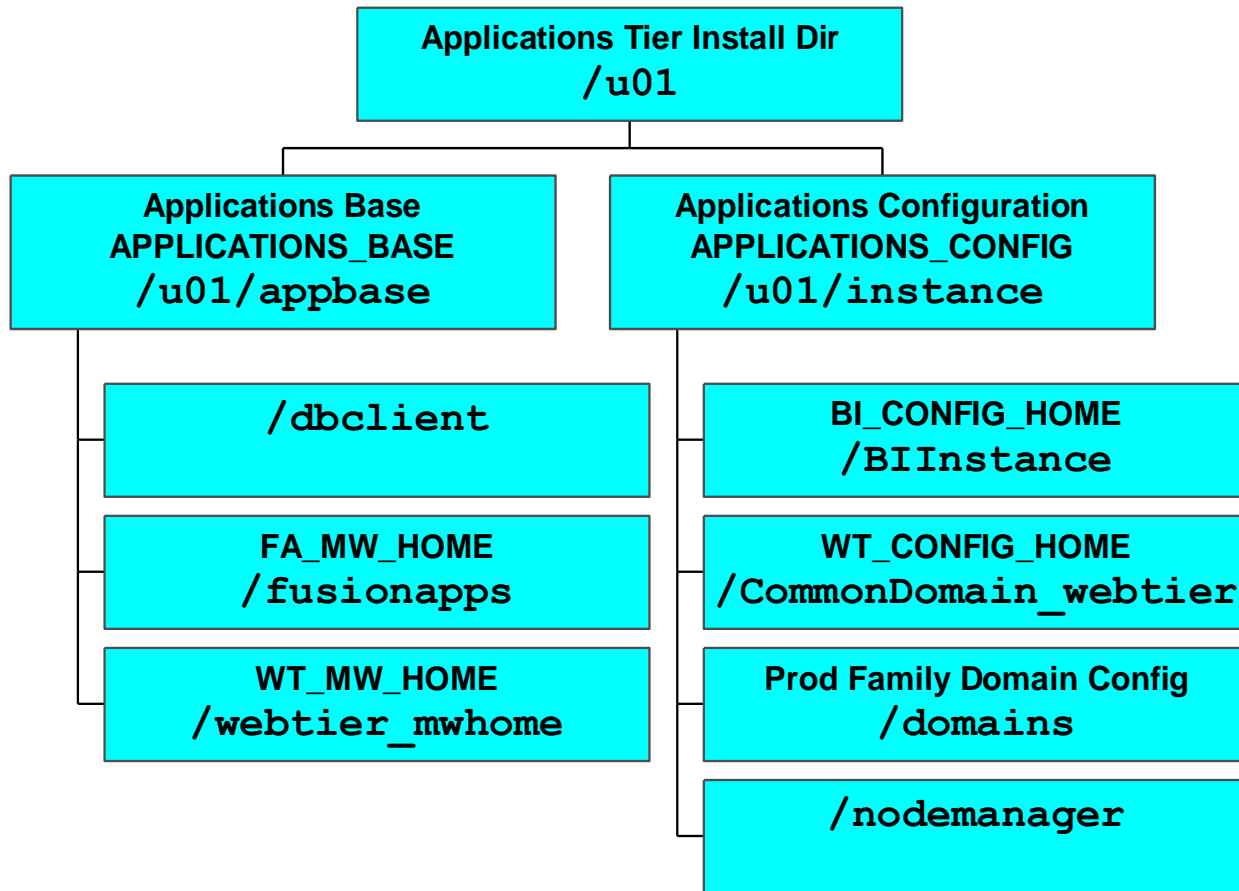 Applications Tier Install Dir
/u01
Applications Base
APPLICATIONS_BASE
/u01/appbase
Applications Configuration
APPLICATIONS_CONFIG
/u01/instance
/dbclient
FA_MW_HOME
/fusionapps
WT_MW_HOME
/webtier_mwhome
BI_CONFIG_HOME
/BIInstance
WT_CONFIG_HOME
/CommonDomain_webtier
Prod Family Domain Config
/domains
/nodemanager